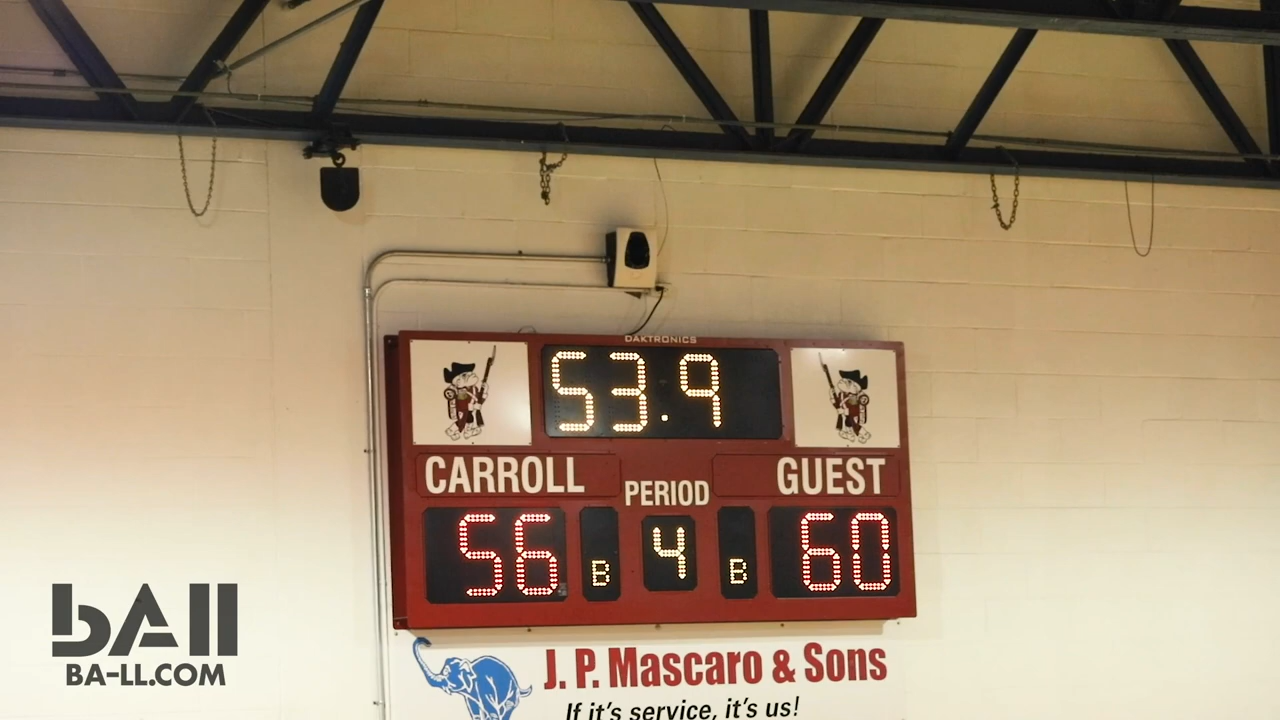 DAKTRONICS
53.9
CARROLL
PERIOD
GUEST
56
B
4
B
60
J. P. Mascaro & Sons
If it's service, it's us!
bAll
BA-LL.COM